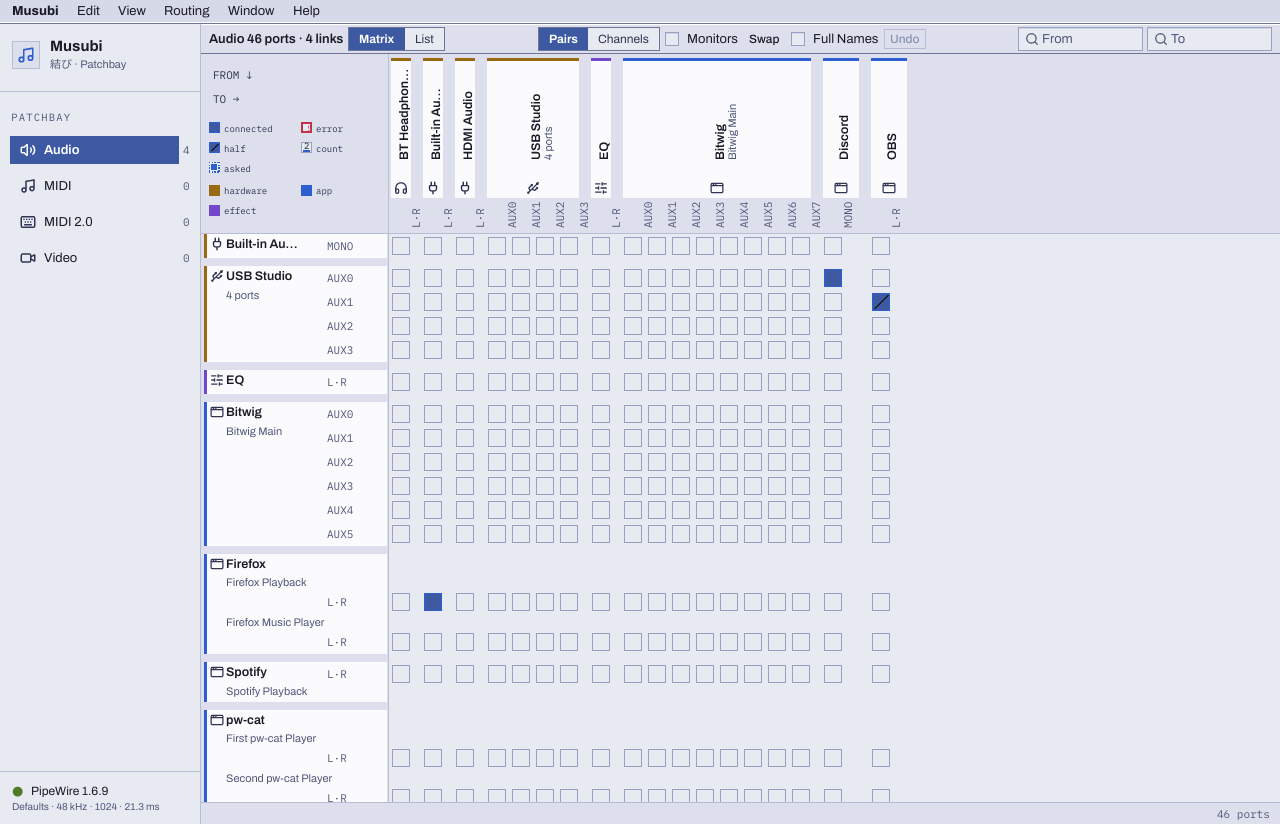 Musubi Edit View Routing Window Help
Musubi
結び · Patchbay
PATCHBAY
Audio 4
MIDI 0
MIDI 2.0 0
Video 0
PipeWire 1.6.9
Defaults · 48 kHz · 1024 · 21.3 ms
Audio 46 ports · 4 links Matrix List Pairs Channels Monitors Swap Full Names Undo From To
FROM ↓
TO →
connected error
half 2 count
asked
hardware app
effect
BT Headphon…
Built-in Au…
HDMI Audio
USB Studio
4 ports
EQ
Bitwig
Bitwig Main
Discord
OBS
L·R L·R L·R AUX0 AUX1 AUX2 AUX3 L·R AUX0 AUX1 AUX2 AUX3 AUX4 AUX5 AUX6 AUX7 MONO L·R
Built-in Au… MONO
USB Studio AUX0
4 ports
AUX1
AUX2
AUX3
EQ L·R
Bitwig AUX0
Bitwig Main
AUX1
AUX2
AUX3
AUX4
AUX5
Firefox
Firefox Playback
L·R
Firefox Music Player
L·R
Spotify L·R
Spotify Playback
pw-cat
First pw-cat Player
L·R
Second pw-cat Player
L·R
46 ports